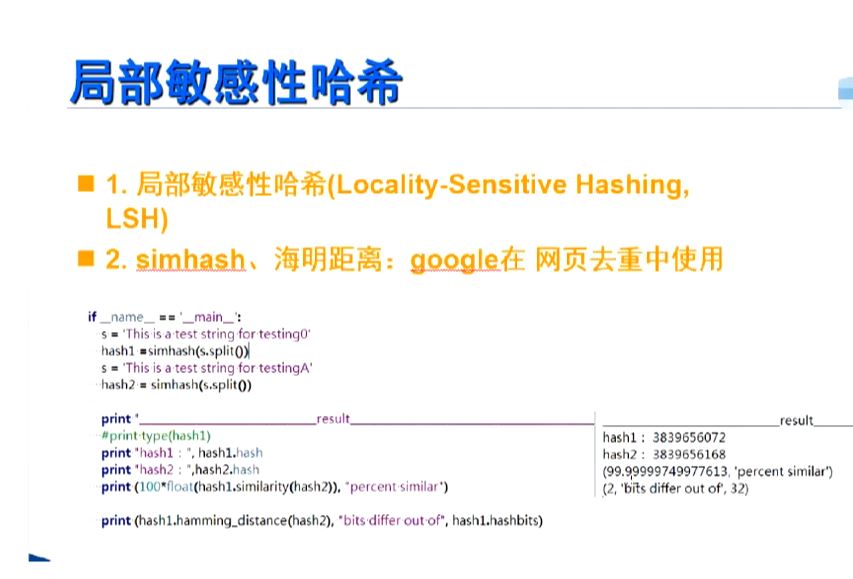 局部敏感性哈希
1. 局部敏感性哈希(Locality-Sensitive Hashing,
LSH)
2. simhash、海明距离：google在 网页去重中使用
if __name__ == '__main__':
s = 'This is a test string for testing0'
hash1 =simhash(s.split())
s = 'This is a test string for testingA'
hash2 = simhash(s.split())
print "______________________result______________________________
#print type(hash1)
print "hash1 : ", hash1.hash
print "hash2 : ",hash2.hash
print (100*float(hash1.similarity(hash2)), "percent similar")
print (hash1.hamming_distance(hash2), "bits differ out of", hash1.hashbits)
______________________result_____
hash1 : 3839656072
hash2 : 3839656168
(99.99999749977613, 'percent similar')
(2, 'bits differ out of', 32)